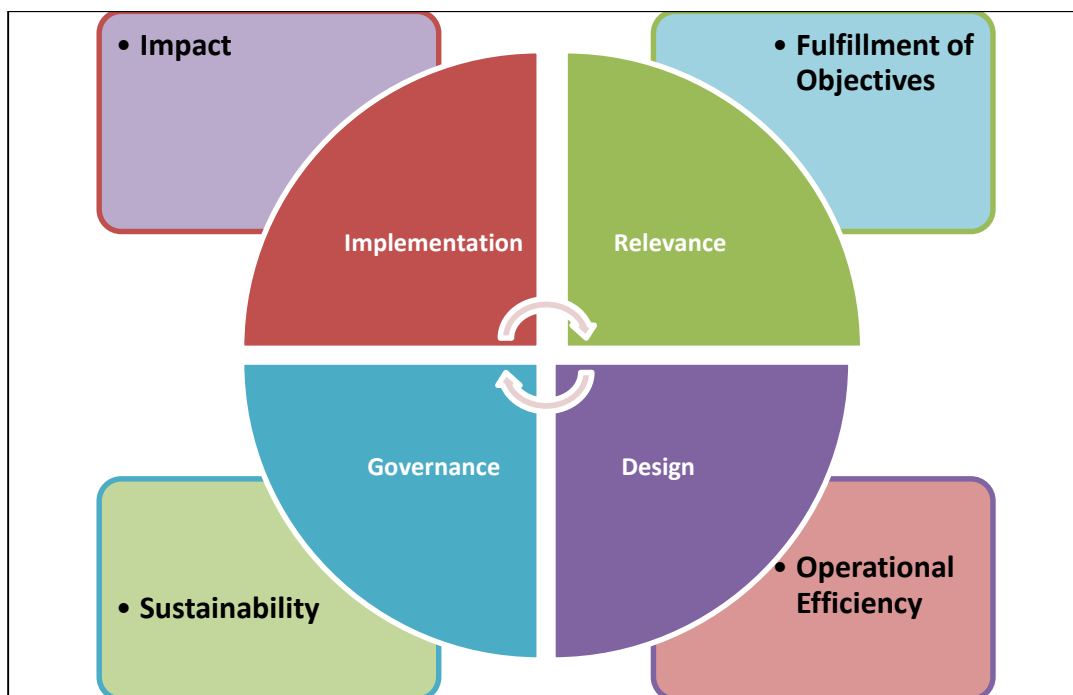 • Impact
• Fulfillment of
Objectives
Implementation
Relevance
Governance
Design
• Sustainability
• Operational
Efficiency